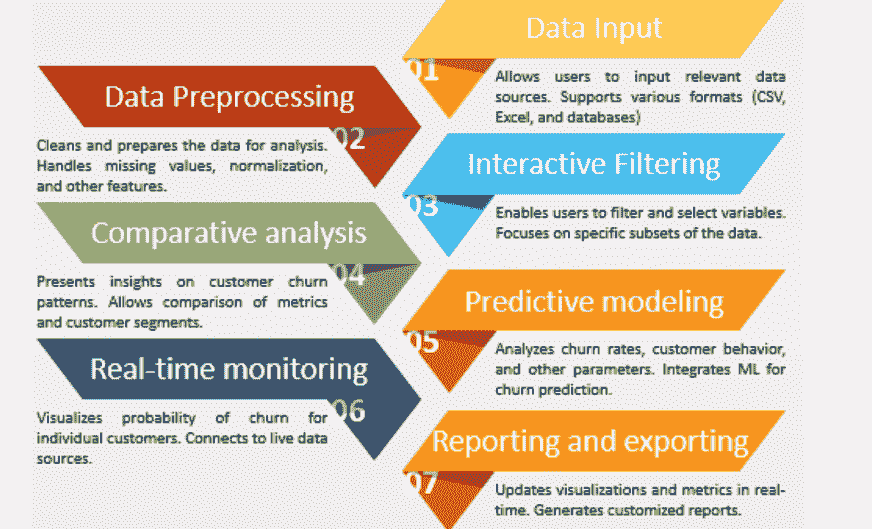 Data Input
01
Allows users to input relevant data
sources. Supports various formats (CSV,
Excel, and databases)
Data Preprocessing
02
Cleans and prepares the data for analysis.
Handles missing values, normalization,
and other features.
Interactive Filtering
03
Enables users to filter and select variables.
Focuses on specific subsets of the data.
Comparative analysis
04
Presents insights on customer churn
patterns. Allows comparison of metrics
and customer segments.
Predictive modeling
05
Analyzes churn rates, customer behavior,
and other parameters. Integrates ML for
churn prediction.
Real-time monitoring
06
Visualizes probability of churn for
individual customers. Connects to live data
sources.
Reporting and exporting
07
Updates visualizations and metrics in real-
time. Generates customized reports.